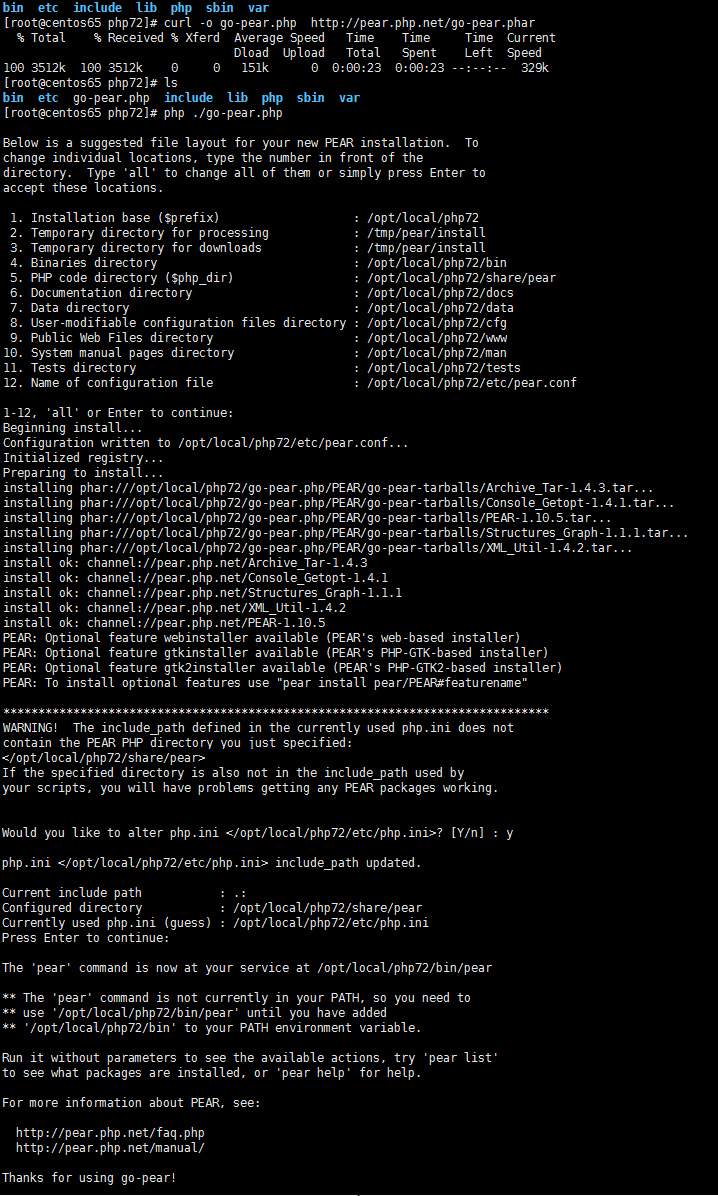 bin  etc  include  lib  php  sbin  var
[root@centos65 php72]# curl -o go-pear.php  http://pear.php.net/go-pear.phar
  % Total    % Received % Xferd  Average Speed   Time    Time     Time  Current
                                 Dload  Upload   Total   Spent    Left  Speed
100 3512k  100 3512k    0     0   151k      0  0:00:23  0:00:23 --:--:--  329k
[root@centos65 php72]# ls
bin  etc  go-pear.php  include  lib  php  sbin  var
[root@centos65 php72]# php ./go-pear.php

Below is a suggested file layout for your new PEAR installation.  To
change individual locations, type the number in front of the
directory.  Type 'all' to change all of them or simply press Enter to
accept these locations.

 1. Installation base ($prefix)                   : /opt/local/php72
 2. Temporary directory for processing            : /tmp/pear/install
 3. Temporary directory for downloads             : /tmp/pear/install
 4. Binaries directory                            : /opt/local/php72/bin
 5. PHP code directory ($php_dir)                 : /opt/local/php72/share/pear
 6. Documentation directory                       : /opt/local/php72/docs
 7. Data directory                                : /opt/local/php72/data
 8. User-modifiable configuration files directory : /opt/local/php72/cfg
 9. Public Web Files directory                    : /opt/local/php72/www
10. System manual pages directory                 : /opt/local/php72/man
11. Tests directory                               : /opt/local/php72/tests
12. Name of configuration file                    : /opt/local/php72/etc/pear.conf

1-12, 'all' or Enter to continue:
Beginning install...
Configuration written to /opt/local/php72/etc/pear.conf...
Initialized registry...
Preparing to install...
installing phar:///opt/local/php72/go-pear.php/PEAR/go-pear-tarballs/Archive_Tar-1.4.3.tar...
installing phar:///opt/local/php72/go-pear.php/PEAR/go-pear-tarballs/Console_Getopt-1.4.1.tar...
installing phar:///opt/local/php72/go-pear.php/PEAR/go-pear-tarballs/PEAR-1.10.5.tar...
installing phar:///opt/local/php72/go-pear.php/PEAR/go-pear-tarballs/Structures_Graph-1.1.1.tar...
installing phar:///opt/local/php72/go-pear.php/PEAR/go-pear-tarballs/XML_Util-1.4.2.tar...
install ok: channel://pear.php.net/Archive_Tar-1.4.3
install ok: channel://pear.php.net/Console_Getopt-1.4.1
install ok: channel://pear.php.net/Structures_Graph-1.1.1
install ok: channel://pear.php.net/XML_Util-1.4.2
install ok: channel://pear.php.net/PEAR-1.10.5
PEAR: Optional feature webinstaller available (PEAR's web-based installer)
PEAR: Optional feature gtkinstaller available (PEAR's PHP-GTK-based installer)
PEAR: Optional feature gtk2installer available (PEAR's PHP-GTK2-based installer)
PEAR: To install optional features use "pear install pear/PEAR#featurename"

******************************************************************************
WARNING!  The include_path defined in the currently used php.ini does not
contain the PEAR PHP directory you just specified:
</opt/local/php72/share/pear>
If the specified directory is also not in the include_path used by
your scripts, you will have problems getting any PEAR packages working.

Would you like to alter php.ini </opt/local/php72/etc/php.ini>? [Y/n] : y

php.ini </opt/local/php72/etc/php.ini> include_path updated.

Current include path           : .:
Configured directory           : /opt/local/php72/share/pear
Currently used php.ini (guess) : /opt/local/php72/etc/php.ini
Press Enter to continue:

The 'pear' command is now at your service at /opt/local/php72/bin/pear

** The 'pear' command is not currently in your PATH, so you need to
** use '/opt/local/php72/bin/pear' until you have added
** '/opt/local/php72/bin' to your PATH environment variable.

Run it without parameters to see the available actions, try 'pear list'
to see what packages are installed, or 'pear help' for help.

For more information about PEAR, see:

  http://pear.php.net/faq.php
  http://pear.php.net/manual/

Thanks for using go-pear!